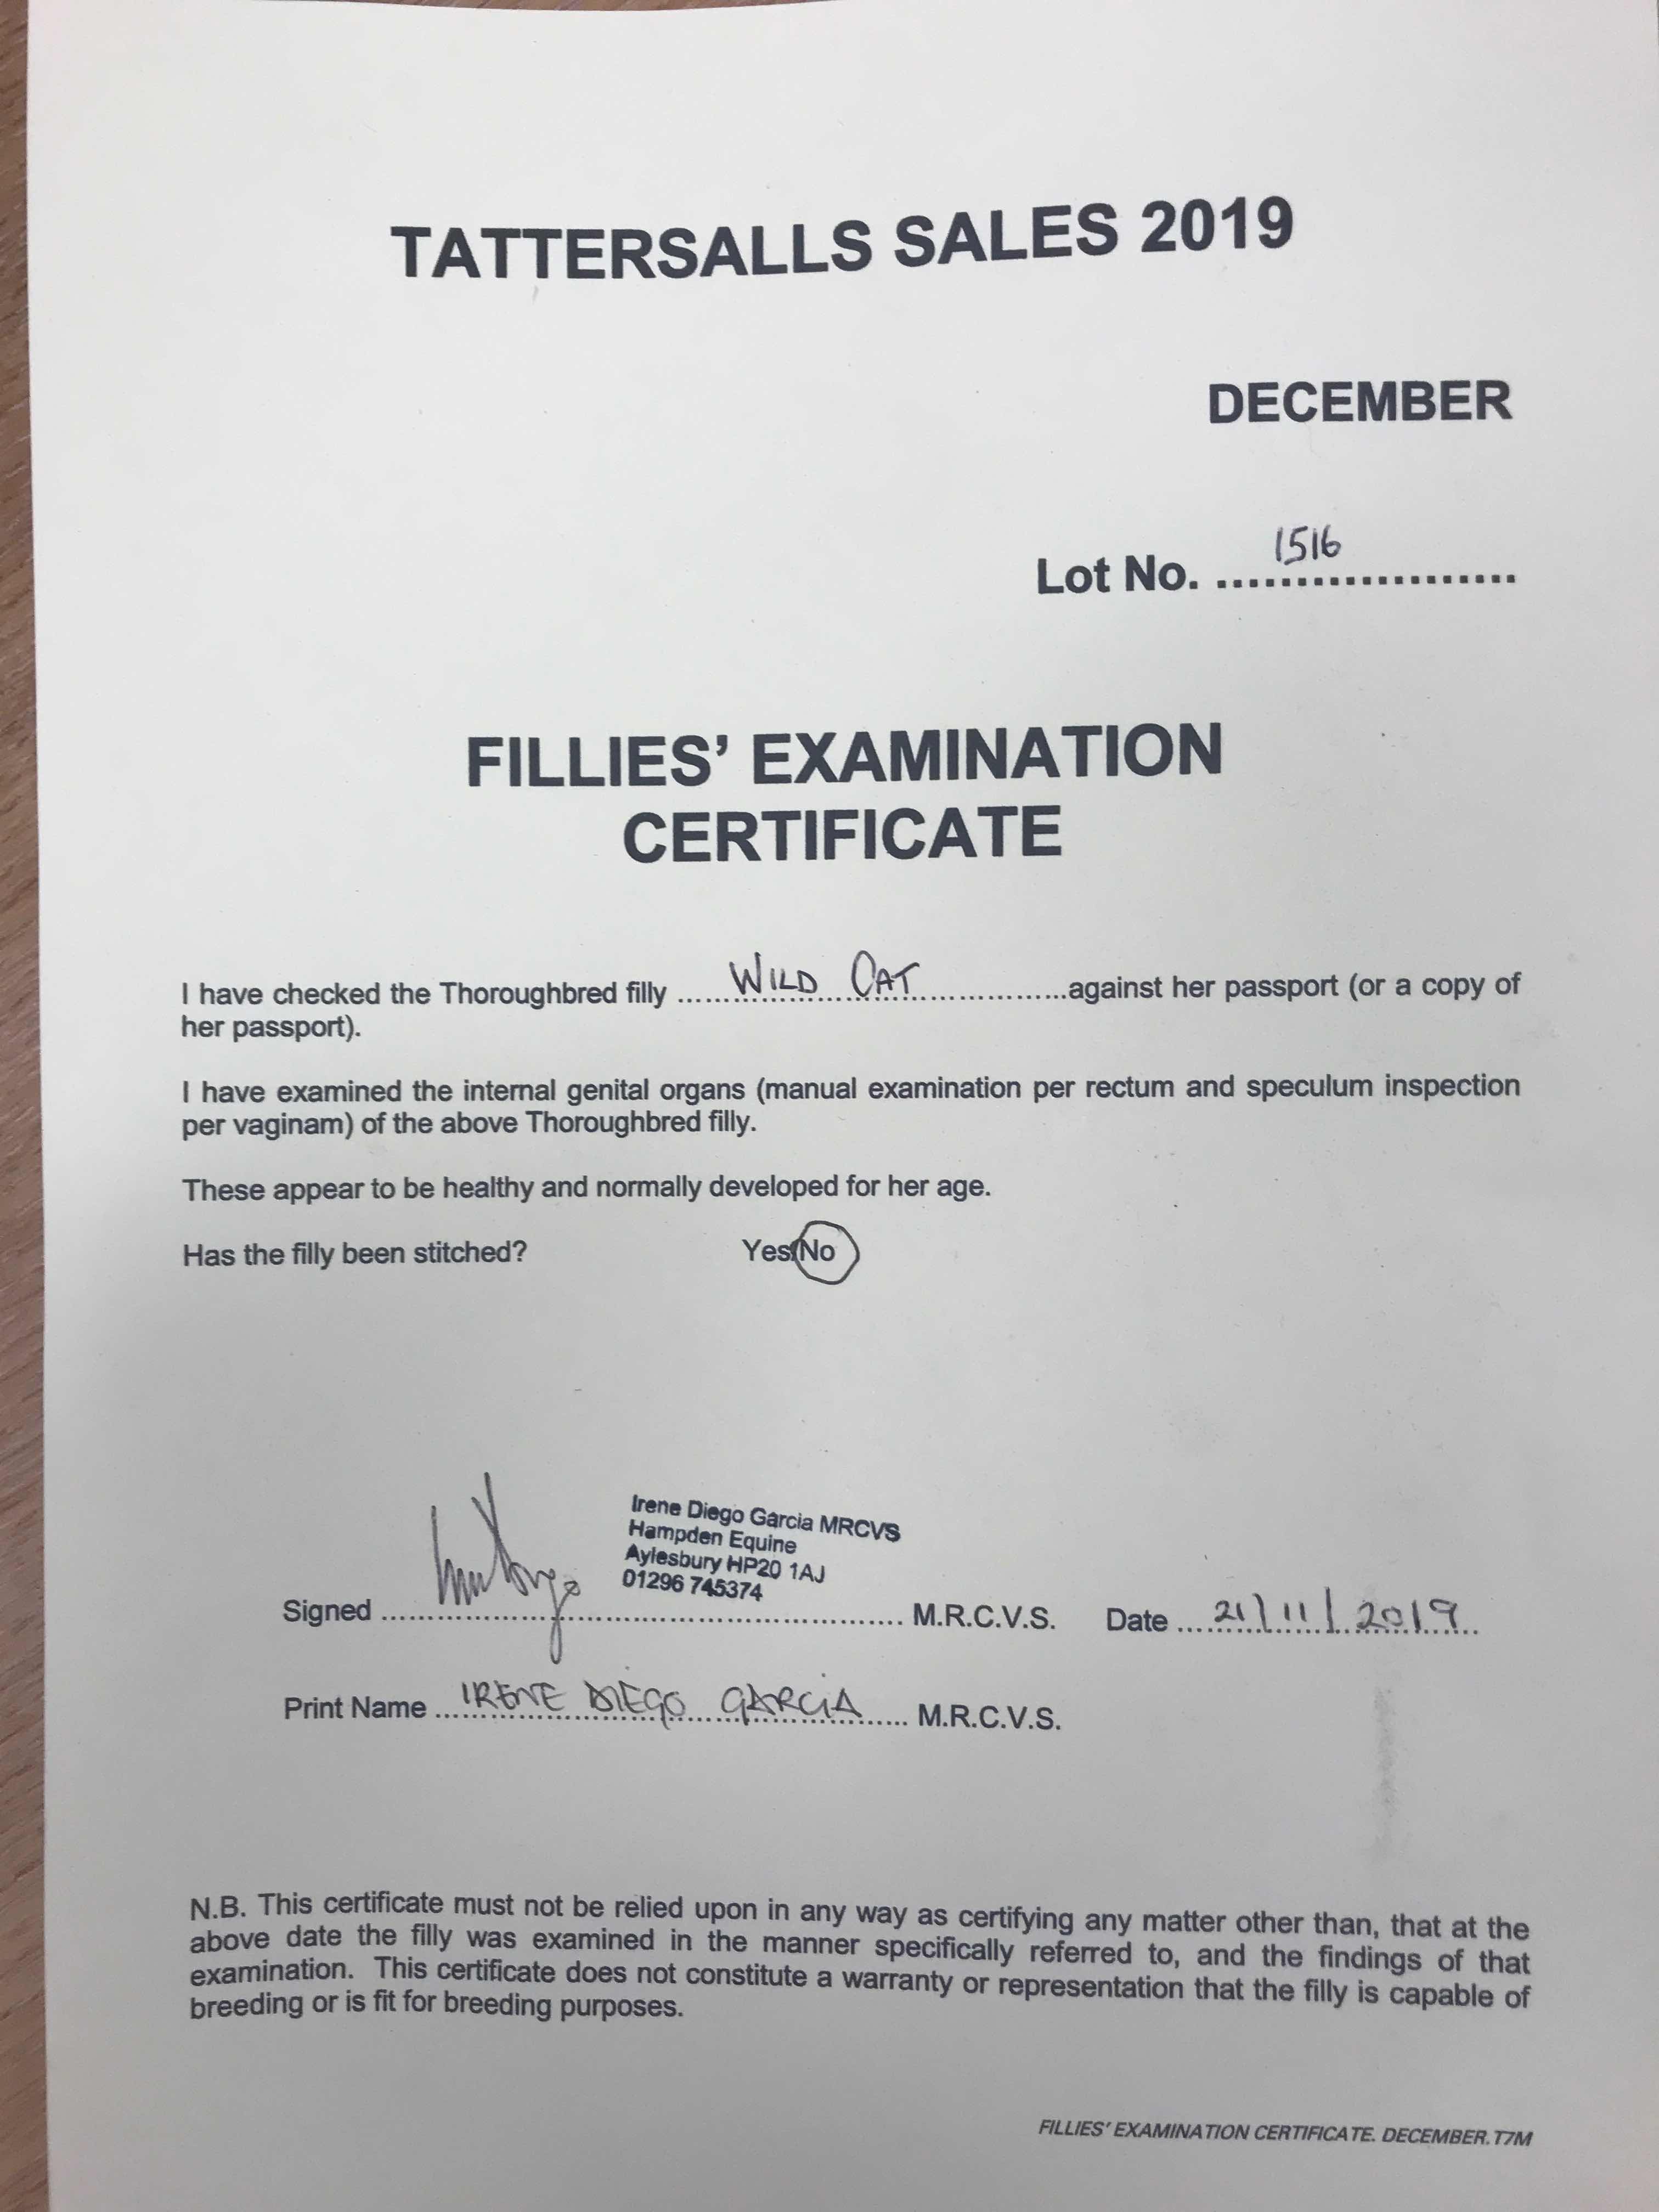 TATTERSALLS SALES 2019
DECEMBER
Lot No. .................... 1516
FILLIES' EXAMINATION
CERTIFICATE
I have checked the Thoroughbred filly ...... WILD CAT ......against her passport (or a copy of
her passport).
I have examined the internal genital organs (manual examination per rectum and speculum inspection
per vaginam) of the above Thoroughbred filly.
These appear to be healthy and normally developed for her age.
Has the filly been stitched? Yes/No
Irene Diego Garcia MRCVS
Hampden Equine
Aylesbury HP20 1AJ
01296 745374
Signed ...... M.R.C.V.S. Date ... 21/11/2019
Print Name ...... IRENE DIEGO GARCIA ...... M.R.C.V.S.
N.B. This certificate must not be relied upon in any way as certifying any matter other than, that at the
above date the filly was examined in the manner specifically referred to, and the findings of that
examination. This certificate does not constitute a warranty or representation that the filly is capable of
breeding or is fit for breeding purposes.
FILLIES' EXAMINATION CERTIFICATE. DECEMBER.T7M